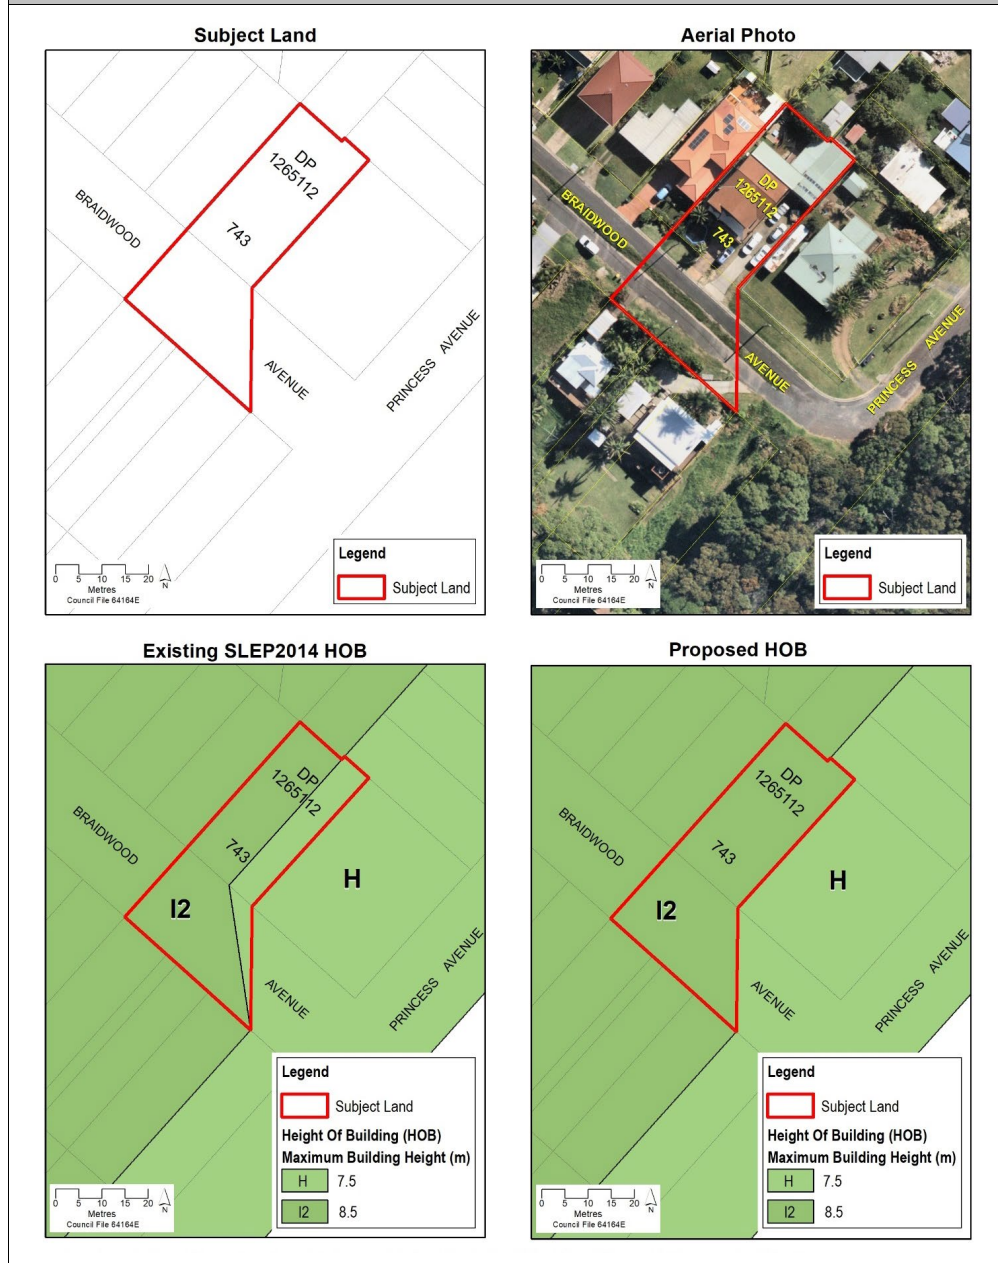 Subject Land
DP
1265112
743
BRAIDWOOD
AVENUE
PRINCESS AVENUE
0 5 10 15 20
Metres
N
Council File 64164E
Legend
Subject Land
Aerial Photo
DP
1265112
743
BRAIDWOOD
AVENUE
PRINCESS AVENUE
0 5 10 15 20
Metres
N
Council File 64164E
Legend
Subject Land
Existing SLEP2014 HOB
DP
1265112
743
BRAIDWOOD
I2
H
AVENUE
PRINCESS AVENUE
0 5 10 15 20
Metres
N
Council File 64164E
Legend
Subject Land
Height Of Building (HOB)
Maximum Building Height (m)
H 7.5
I2 8.5
Proposed HOB
DP
1265112
743
BRAIDWOOD
I2
H
AVENUE
PRINCESS AVENUE
0 5 10 15 20
Metres
N
Council File 64164E
Legend
Subject Land
Height Of Building (HOB)
Maximum Building Height (m)
H 7.5
I2 8.5